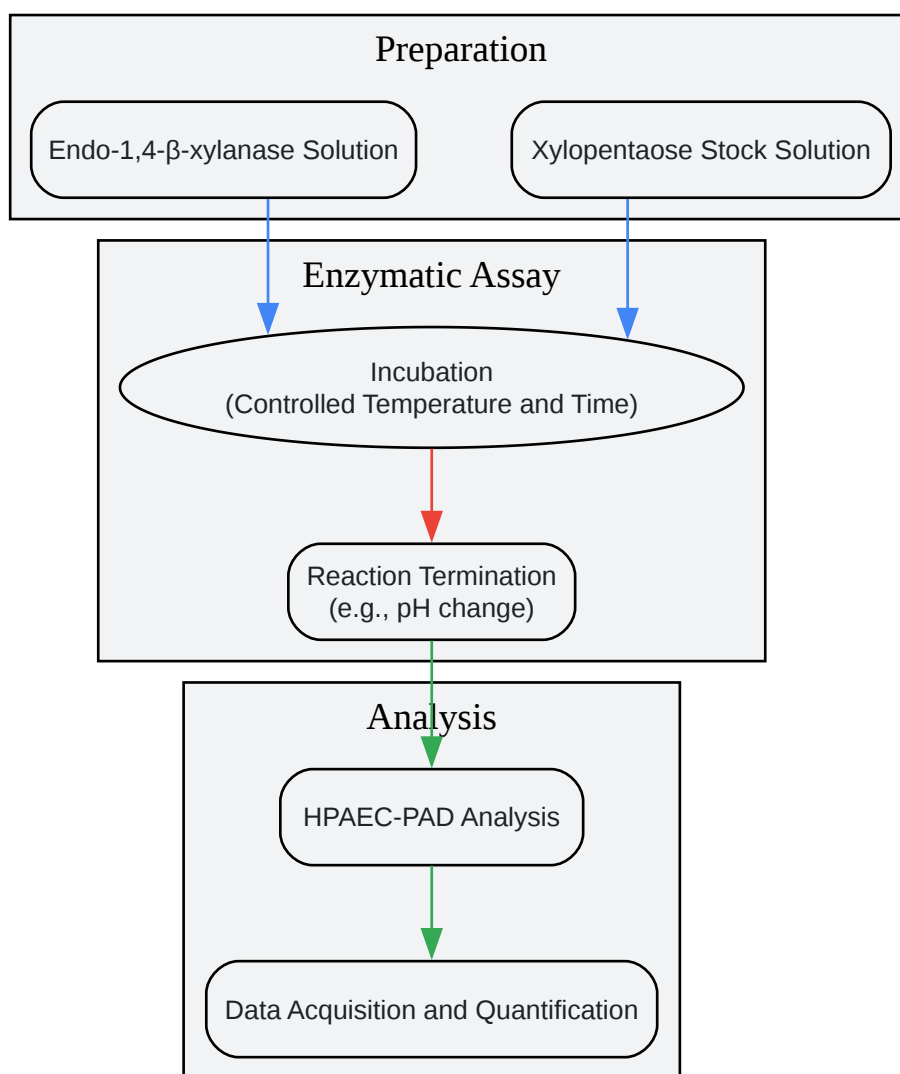 Preparation
Endo-1,4-β-xylanase Solution
Xylopentaose Stock Solution
Enzymatic Assay
Incubation
(Controlled Temperature and Time)
Reaction Termination
(e.g., pH change)
Analysis
HPAEC-PAD Analysis
Data Acquisition and Quantification